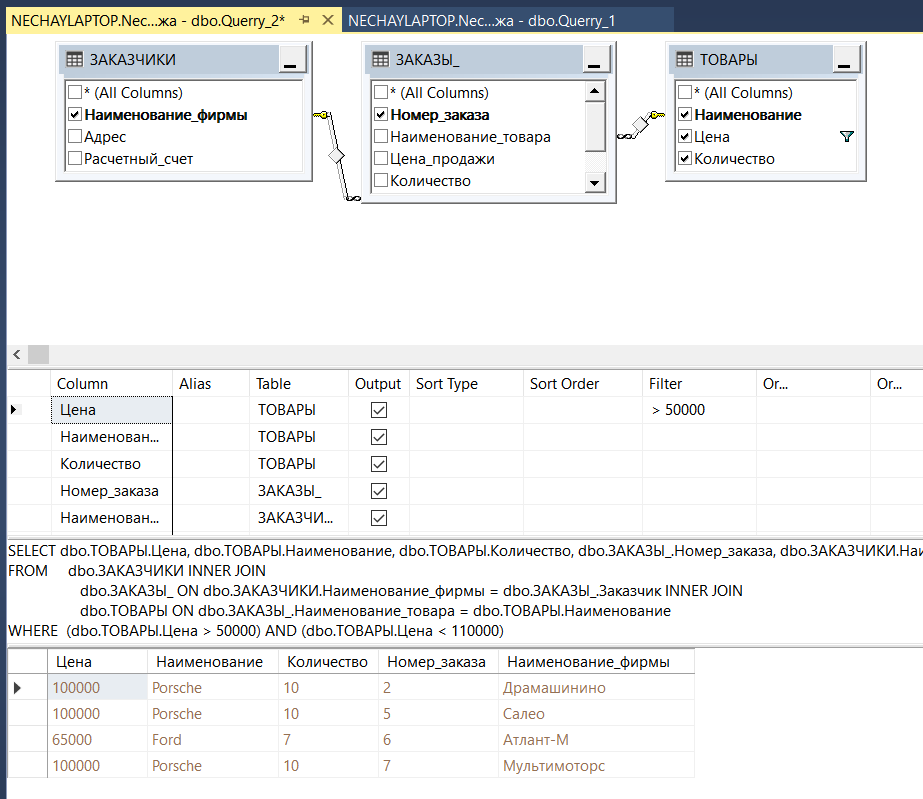 NECHAYLAPTOP.Nec...жа - dbo.Querry_2* NECHAYLAPTOP.Nec...жа - dbo.Querry_1
ЗАКАЗЧИКИ
* (All Columns)
Наименование_фирмы
Адрес
Расчетный_счет
ЗАКАЗЫ_
* (All Columns)
Номер_заказа
Наименование_товара
Цена_продажи
Количество
ТОВАРЫ
* (All Columns)
Наименование
Цена
Количество
Column Alias Table Output Sort Type Sort Order Filter Or... Or...
Цена ТОВАРЫ > 50000
Наименован... ТОВАРЫ
Количество ТОВАРЫ
Номер_заказа ЗАКАЗЫ_
Наименован... ЗАКАЗЧИ...
SELECT dbo.ТОВАРЫ.Цена, dbo.ТОВАРЫ.Наименование, dbo.ТОВАРЫ.Количество, dbo.ЗАКАЗЫ_.Номер_заказа, dbo.ЗАКАЗЧИКИ.Наи
FROM dbo.ЗАКАЗЧИКИ INNER JOIN
dbo.ЗАКАЗЫ_ ON dbo.ЗАКАЗЧИКИ.Наименование_фирмы = dbo.ЗАКАЗЫ_.Заказчик INNER JOIN
dbo.ТОВАРЫ ON dbo.ЗАКАЗЫ_.Наименование_товара = dbo.ТОВАРЫ.Наименование
WHERE (dbo.ТОВАРЫ.Цена > 50000) AND (dbo.ТОВАРЫ.Цена < 110000)
Цена Наименование Количество Номер_заказа Наименование_фирмы
100000 Porsche 10 2 Драмашинино
100000 Porsche 10 5 Салео
65000 Ford 7 6 Атлант-М
100000 Porsche 10 7 Мультимоторс